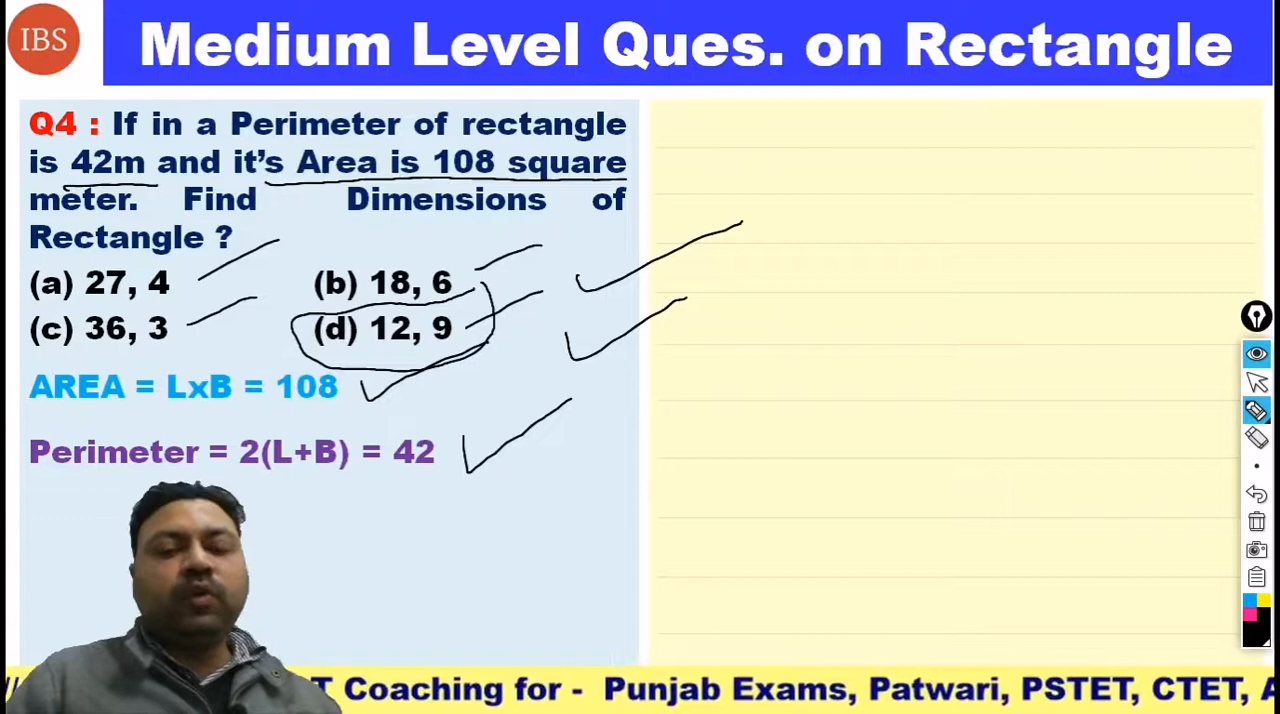 IBS
Medium Level Ques. on Rectangle
Q4 : If in a Perimeter of rectangle
is 42m and it's Area is 108 square
meter. Find Dimensions of
Rectangle ?
(a) 27, 4 (b) 18, 6
(c) 36, 3 (d) 12, 9
AREA = LxB = 108
Perimeter = 2(L+B) = 42
T Coaching for - Punjab Exams, Patwari, PSTET, CTET, A